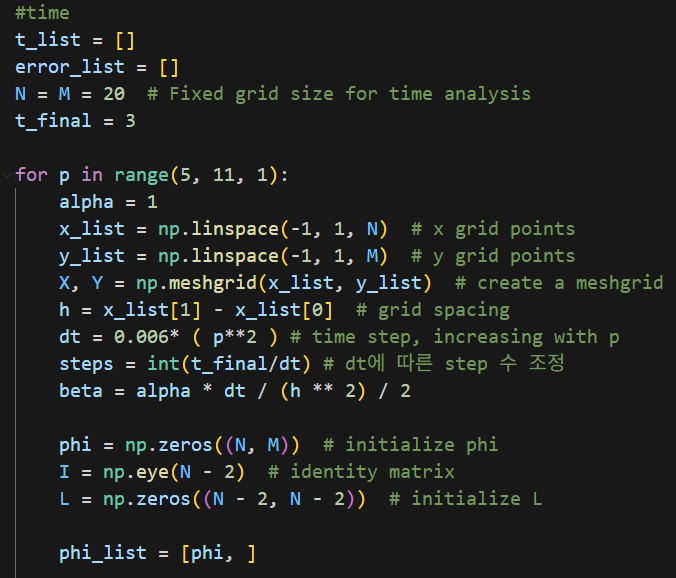 #time
t_list = []
error_list = []
N = M = 20  # Fixed grid size for time analysis
t_final = 3
for p in range(5, 11, 1):
    alpha = 1
    x_list = np.linspace(-1, 1, N)  # x grid points
    y_list = np.linspace(-1, 1, M)  # y grid points
    X, Y = np.meshgrid(x_list, y_list)  # create a meshgrid
    h = x_list[1] - x_list[0]  # grid spacing
    dt = 0.006* ( p**2 ) # time step, increasing with p
    steps = int(t_final/dt) # dt에 따른 step 수 조정
    beta = alpha * dt / (h ** 2) / 2
    phi = np.zeros((N, M))  # initialize phi
    I = np.eye(N - 2)  # identity matrix
    L = np.zeros((N - 2, N - 2))  # initialize L
    phi_list = [phi, ]